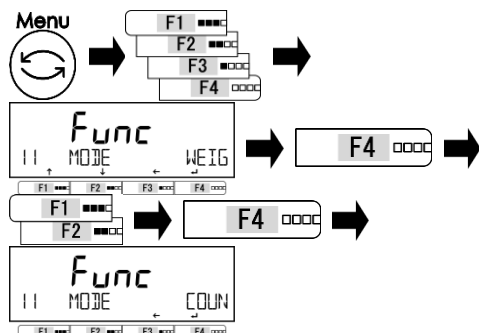 Menu
F1
F2
F3
F4
Func
11 MODE WEIG
F1 F2 F3 F4
F4
F1
F2
F4
Func
11 MODE COUN
F1 F2 F3 F4